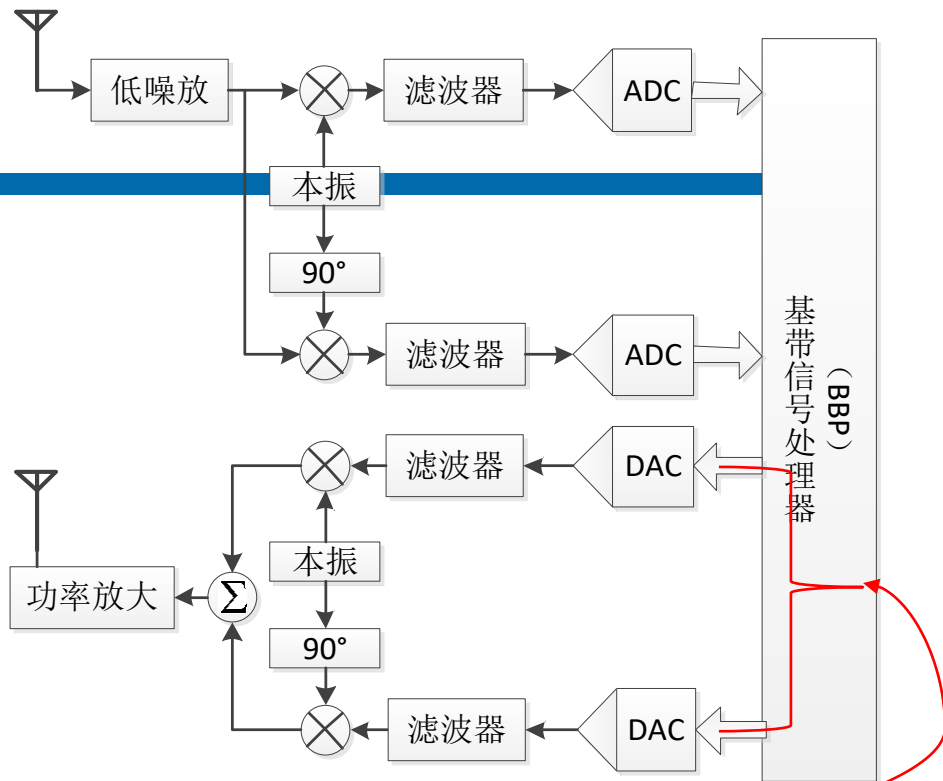 低噪放
滤波器
ADC
本振
90°
滤波器
ADC
基带信号处理器
（BBP）
滤波器
DAC
本振
功率放大
Σ
90°
滤波器
DAC